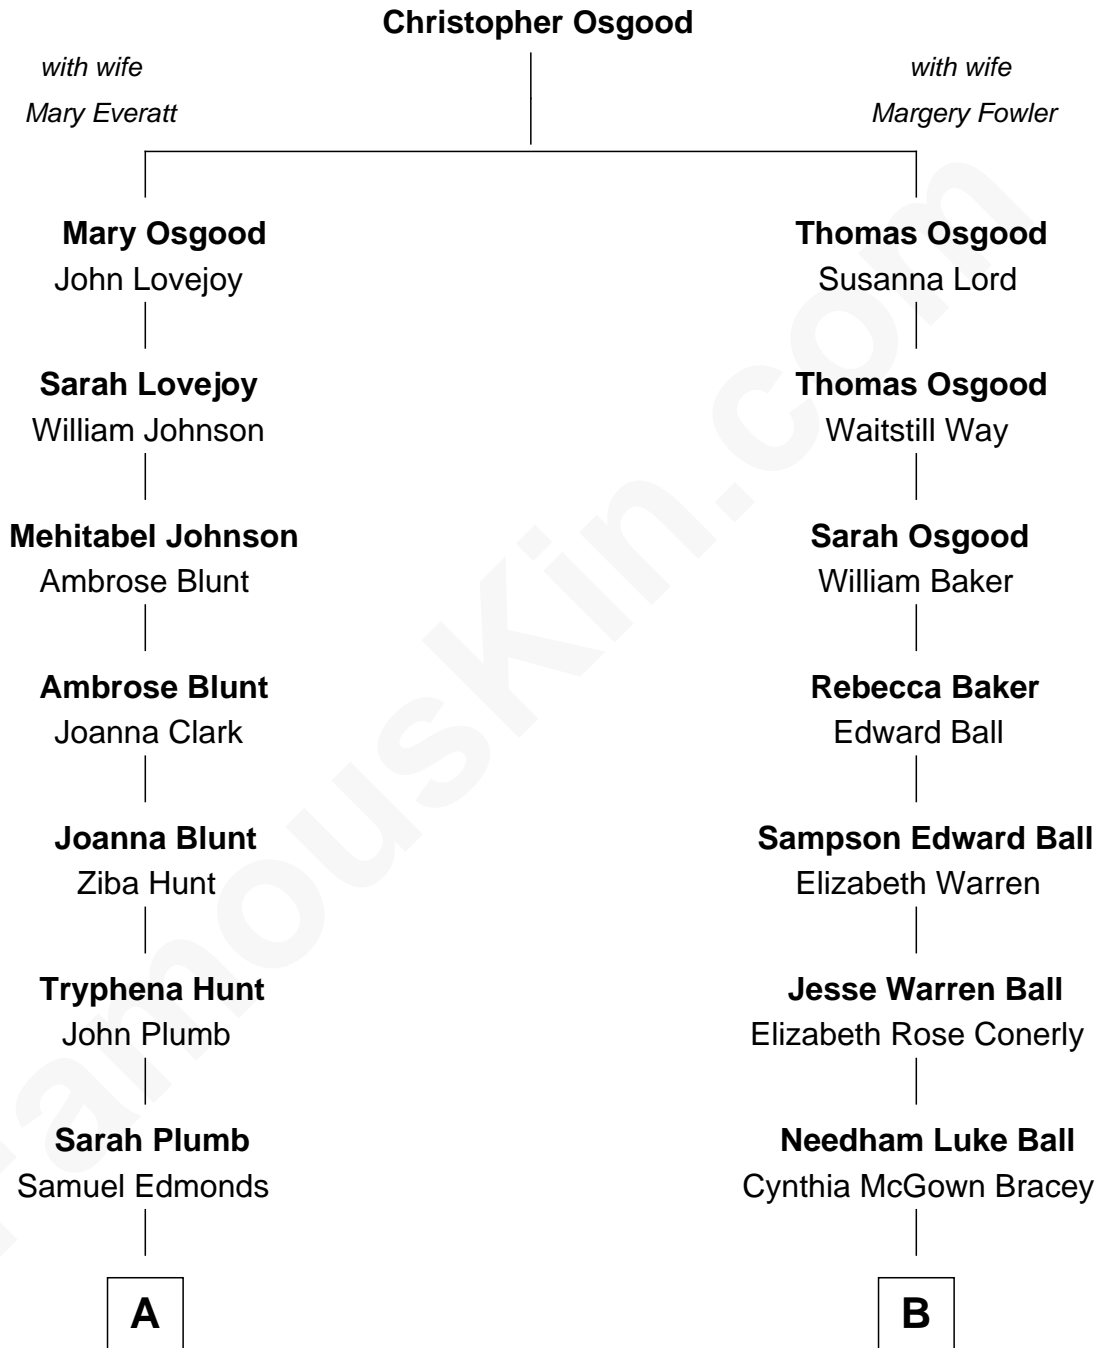 Christopher Osgood
with wife
Mary Everatt
with wife
Margery Fowler
Mary Osgood
John Lovejoy
Thomas Osgood
Susanna Lord
Sarah Lovejoy
William Johnson
Thomas Osgood
Waitstill Way
Mehitabel Johnson
Ambrose Blunt
Sarah Osgood
William Baker
Ambrose Blunt
Joanna Clark
Rebecca Baker
Edward Ball
Joanna Blunt
Ziba Hunt
Sampson Edward Ball
Elizabeth Warren
Tryphena Hunt
John Plumb
Jesse Warren Ball
Elizabeth Rose Conerly
Sarah Plumb
Samuel Edmonds
Needham Luke Ball
Cynthia McGown Bracey
A
B
FamousKin.com